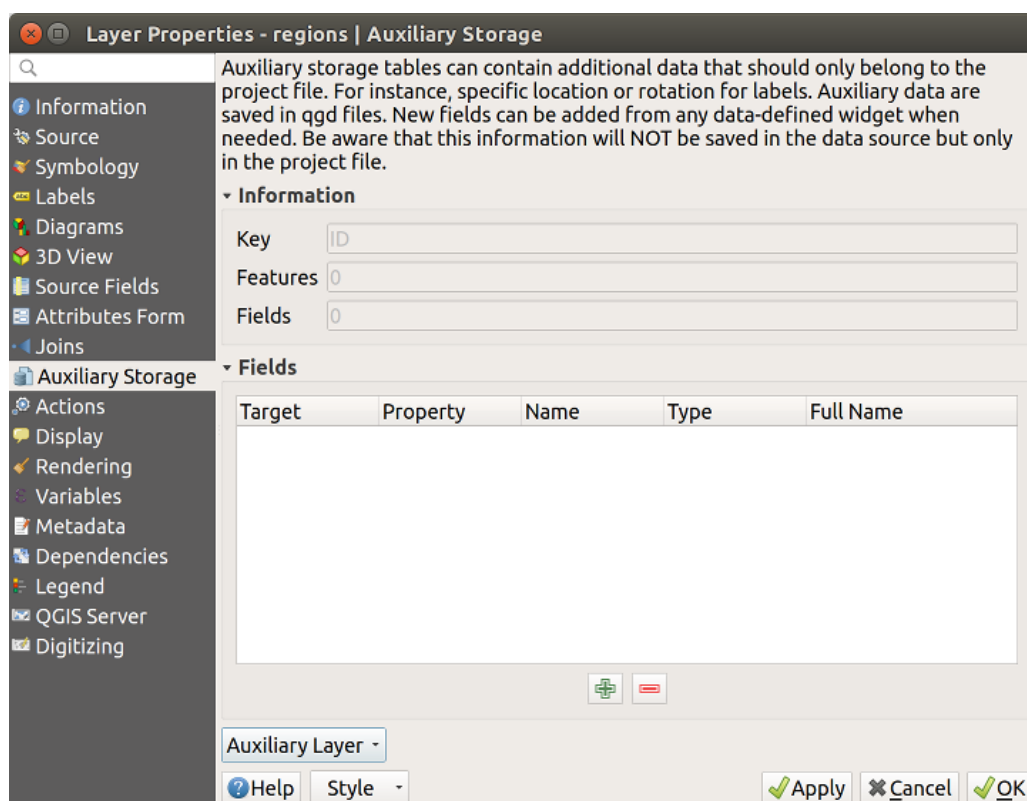 Layer Properties - regions | Auxiliary Storage
Information
Source
Symbology
Labels
Diagrams
3D View
Source Fields
Attributes Form
Joins
Auxiliary Storage
Actions
Display
Rendering
Variables
Metadata
Dependencies
Legend
QGIS Server
Digitizing
Auxiliary storage tables can contain additional data that should only belong to the
project file. For instance, specific location or rotation for labels. Auxiliary data are
saved in qgd files. New fields can be added from any data-defined widget when
needed. Be aware that this information will NOT be saved in the data source but only
in the project file.
Information
Key ID
Features 0
Fields 0
Fields
Target Property Name Type Full Name
Auxiliary Layer
Help Style Apply Cancel OK